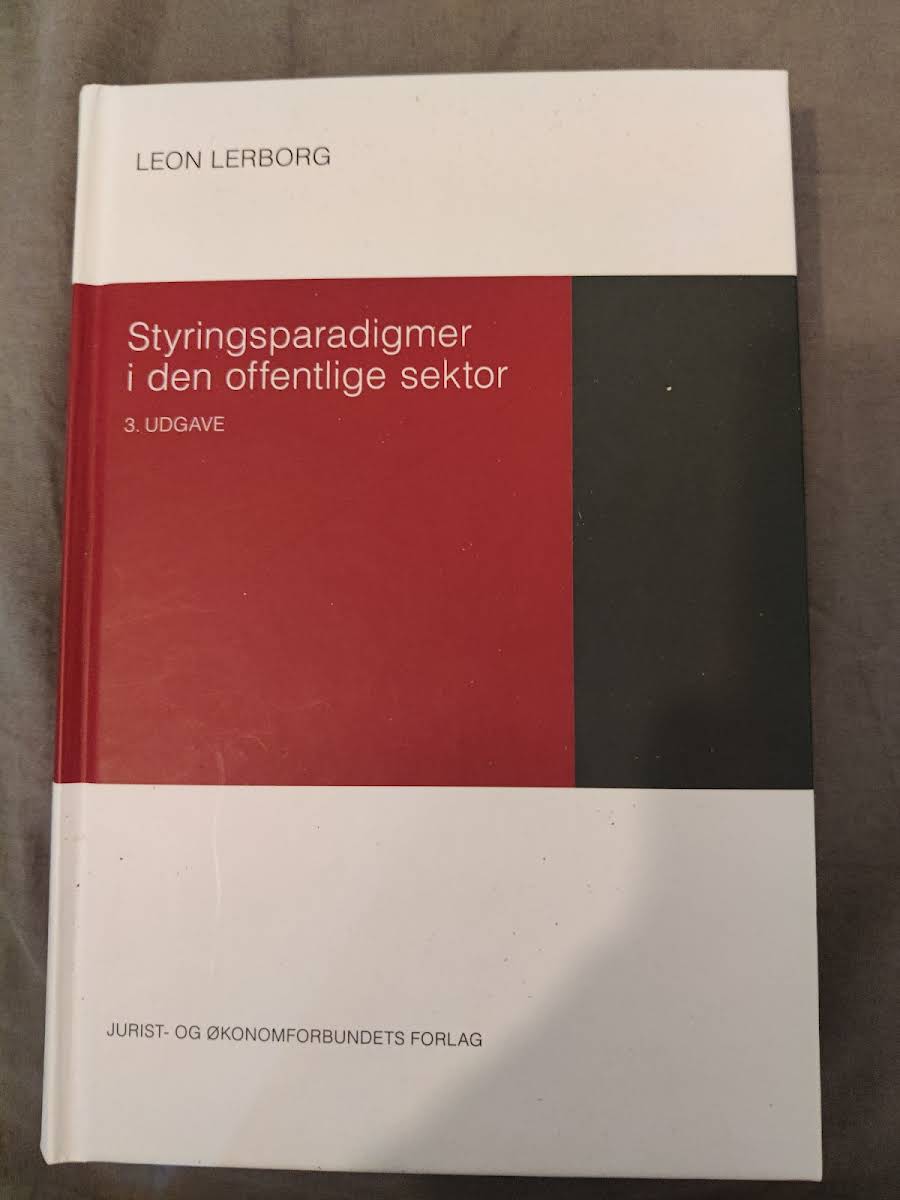 LEON LERBORG
Styringsparadigmer
i den offentlige sektor
3. UDGAVE
JURIST- OG ØKONOMFORBUNDETS FORLAG